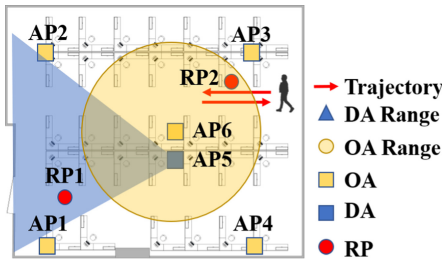 AP2
AP3
RP2
AP6
AP5
RP1
AP1
AP4
Trajectory
DA Range
OA Range
OA
DA
RP